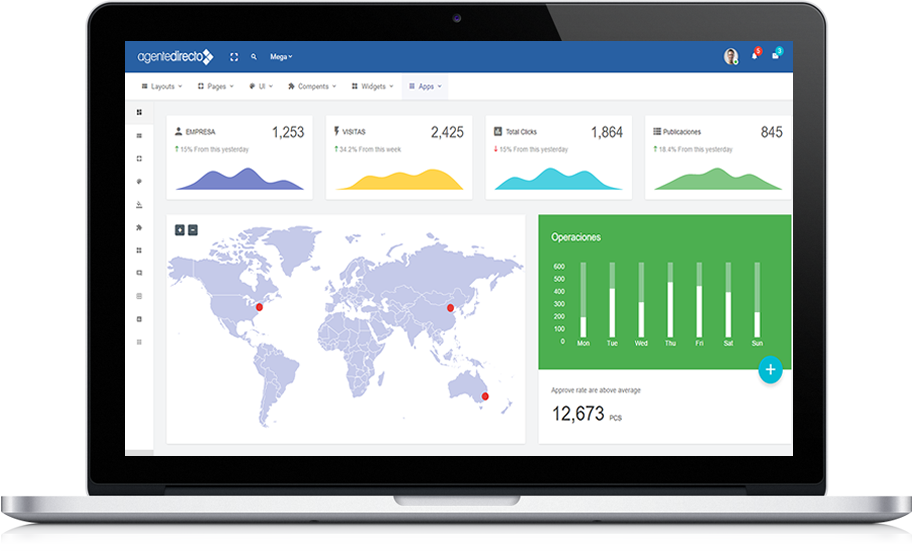 agentedirecto
Mega
5
3
Layouts
Pages
UI
Compents
Widgets
Apps
EMPRESA 1,253
15% From this yesterday
VISITAS 2,425
34.2% From this week
Total Clicks 1,864
15% From this yesterday
Publicaciones 845
18.4% From this yesterday
+
−
Operaciones
600
500
400
300
200
100
0
Mon Tue Wed Thu Fri Sat Sun
+
Approve rate are above average
12,673 PCS